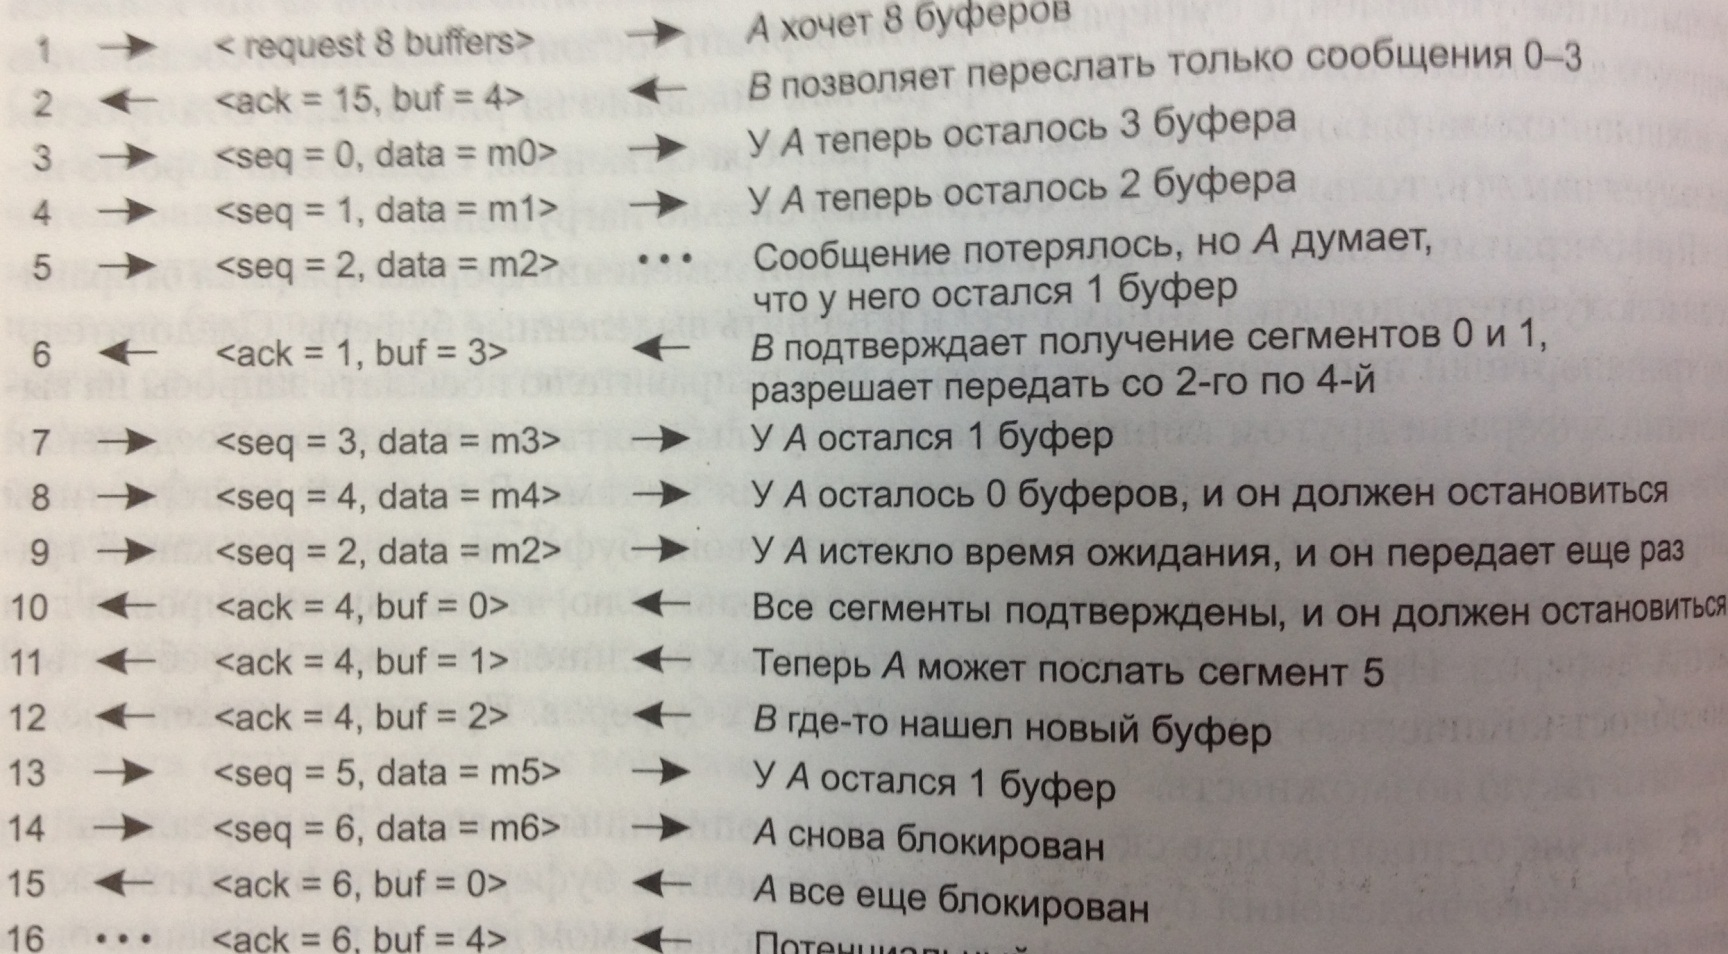 1 → < request 8 buffers> → А хочет 8 буферов
2 ← <ack = 15, buf = 4> ← В позволяет переслать только сообщения 0–3
3 → <seq = 0, data = m0> → У А теперь осталось 3 буфера
4 → <seq = 1, data = m1> → У А теперь осталось 2 буфера
5 → <seq = 2, data = m2> ••• Сообщение потерялось, но А думает,
что у него остался 1 буфер
6 ← <ack = 1, buf = 3> ← В подтверждает получение сегментов 0 и 1,
разрешает передать со 2-го по 4-й
7 → <seq = 3, data = m3> → У А остался 1 буфер
8 → <seq = 4, data = m4> → У А осталось 0 буферов, и он должен остановиться
9 → <seq = 2, data = m2> → У А истекло время ожидания, и он передает еще раз
10 ← <ack = 4, buf = 0> ← Все сегменты подтверждены, и он должен остановиться
11 ← <ack = 4, buf = 1> ← Теперь А может послать сегмент 5
12 ← <ack = 4, buf = 2> ← В где-то нашел новый буфер
13 → <seq = 5, data = m5> → У А остался 1 буфер
14 → <seq = 6, data = m6> → А снова блокирован
15 ← <ack = 6, buf = 0> ← А все еще блокирован
16 ••• <ack = 6, buf = 4> ← Потенциальный